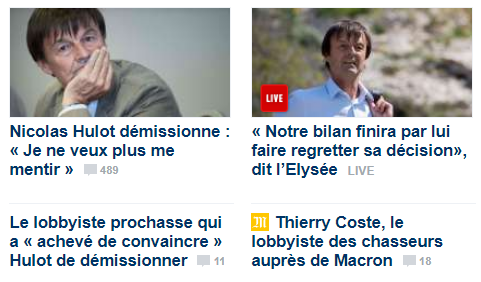 Nicolas Hulot démissionne :
« Je ne veux plus me
mentir » 489
LIVE
« Notre bilan finira par lui
faire regretter sa décision»,
dit l'Elysée LIVE
Le lobbyiste prochasse qui
a « achevé de convaincre »
Hulot de démissionner 11
M Thierry Coste, le
lobbyiste des chasseurs
auprès de Macron 18